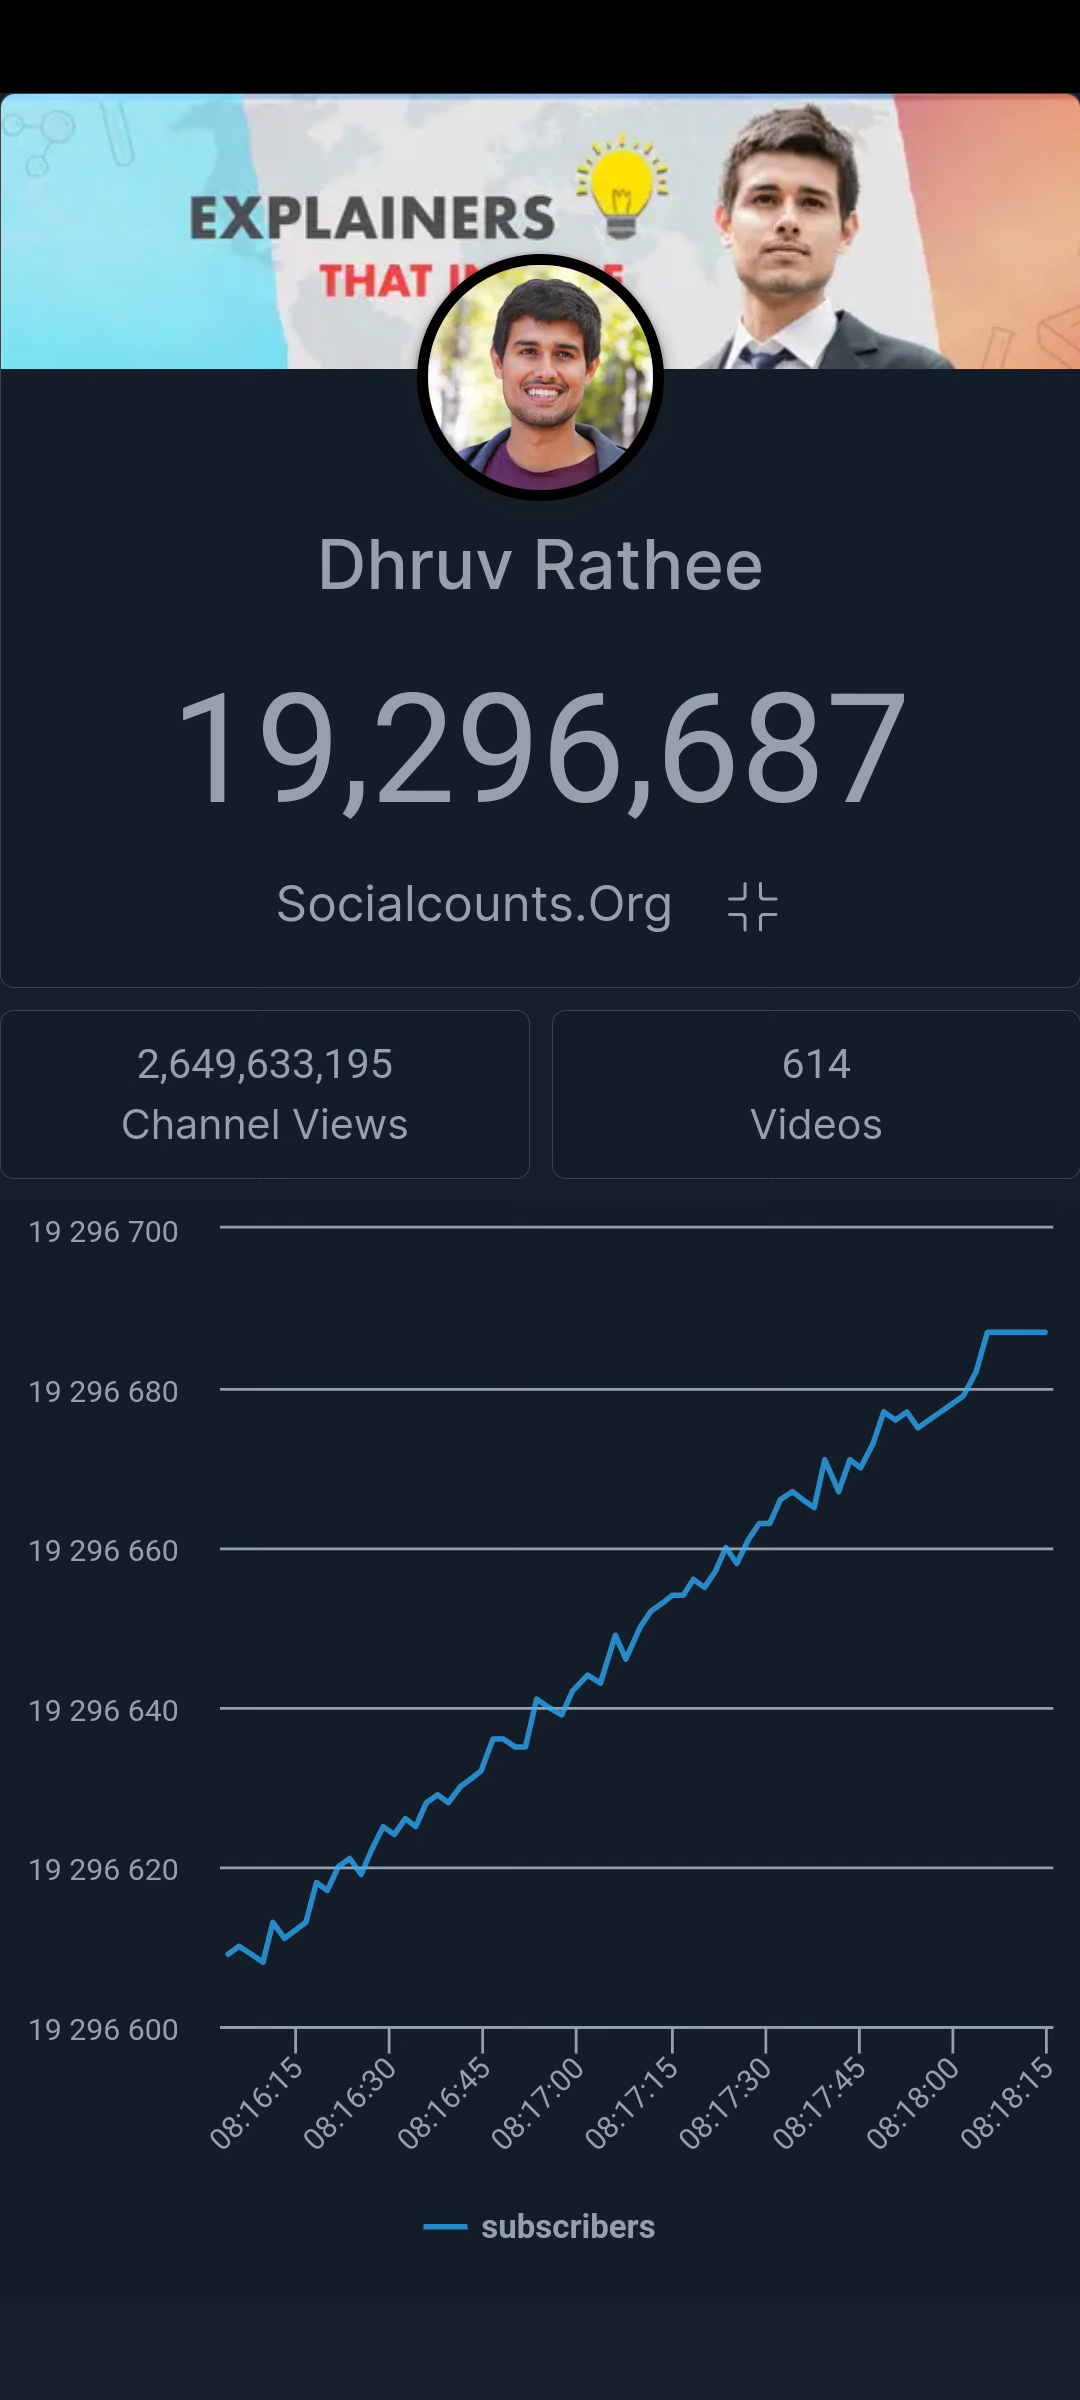 EXPLAINERS
THAT
Dhruv Rathee
19,296,687
Socialcounts.Org
2,649,633,195
Channel Views
614
Videos
19 296 700
19 296 680
19 296 660
19 296 640
19 296 620
19 296 600
08:16:15
08:16:30
08:16:45
08:17:00
08:17:15
08:17:30
08:17:45
08:18:00
08:18:15
subscribers